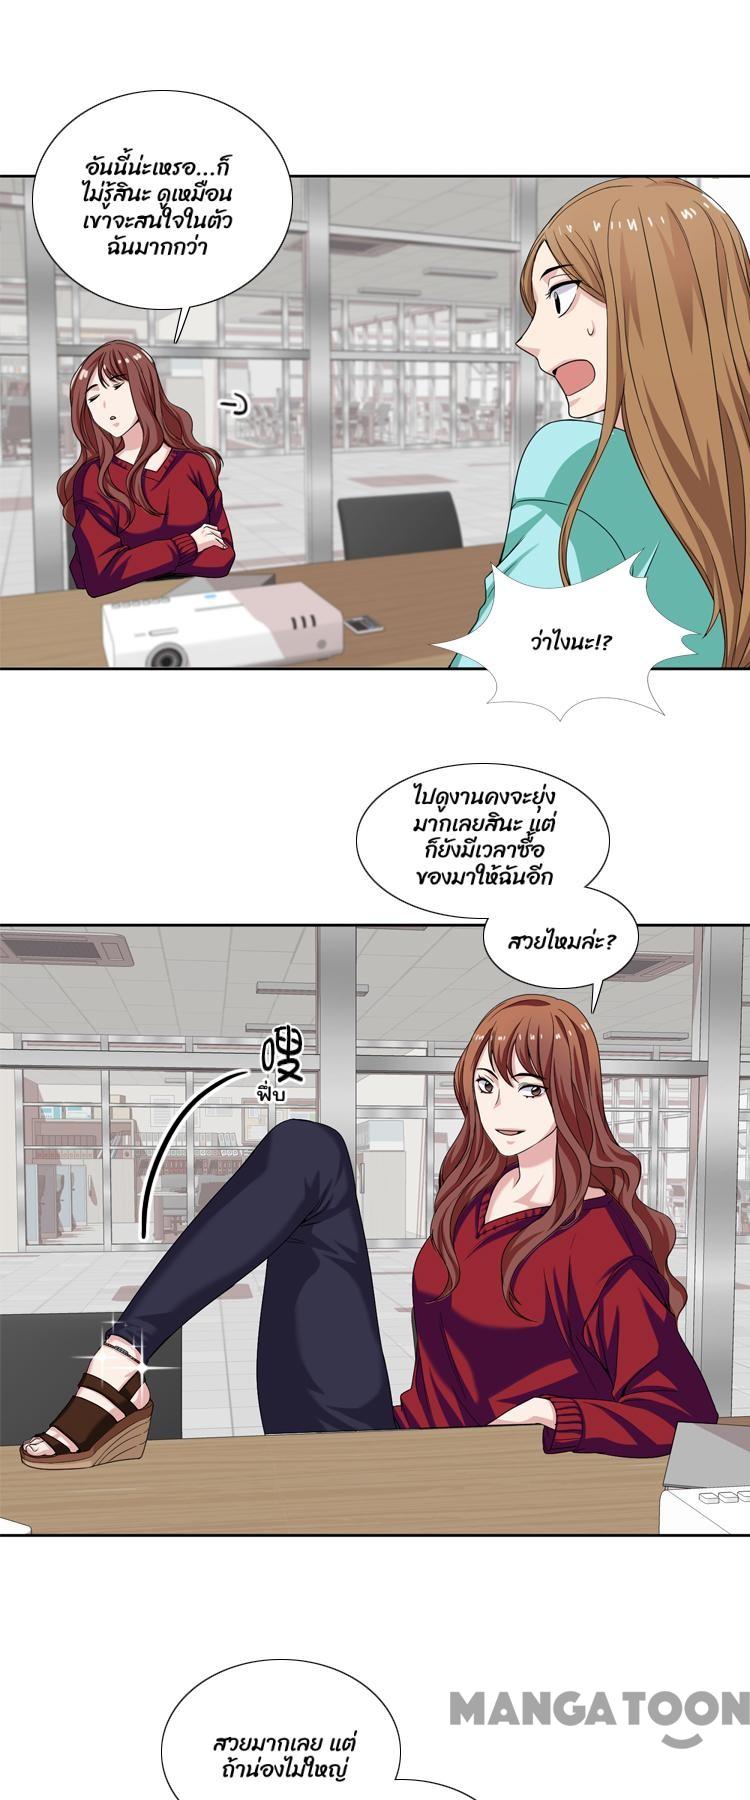 อันนี้น่ะเหรอ...ก็
ไม่รู้สินะ ดูเหมือน
เขาจะสนใจในตัว
ฉันมากกว่า
ว่าไงนะ!?
ไปดูงานคงจะยุ่ง
มากเลยสินะ แต่
ก็ยังมีเวลาซื้อ
ของมาให้ฉันอีก
สวยไหมล่ะ?
嗖
ฟึ่บ
MANGATOON
สวยมากเลย แต่
ถ้าน่องไม่ใหญ่